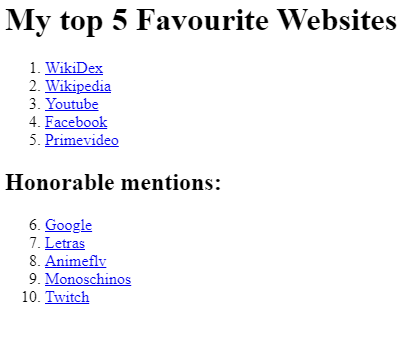 My top 5 Favourite Websites
1. WikiDex
2. Wikipedia
3. Youtube
4. Facebook
5. Primevideo
Honorable mentions:
6. Google
7. Letras
8. Animeflv
9. Monoschinos
10. Twitch